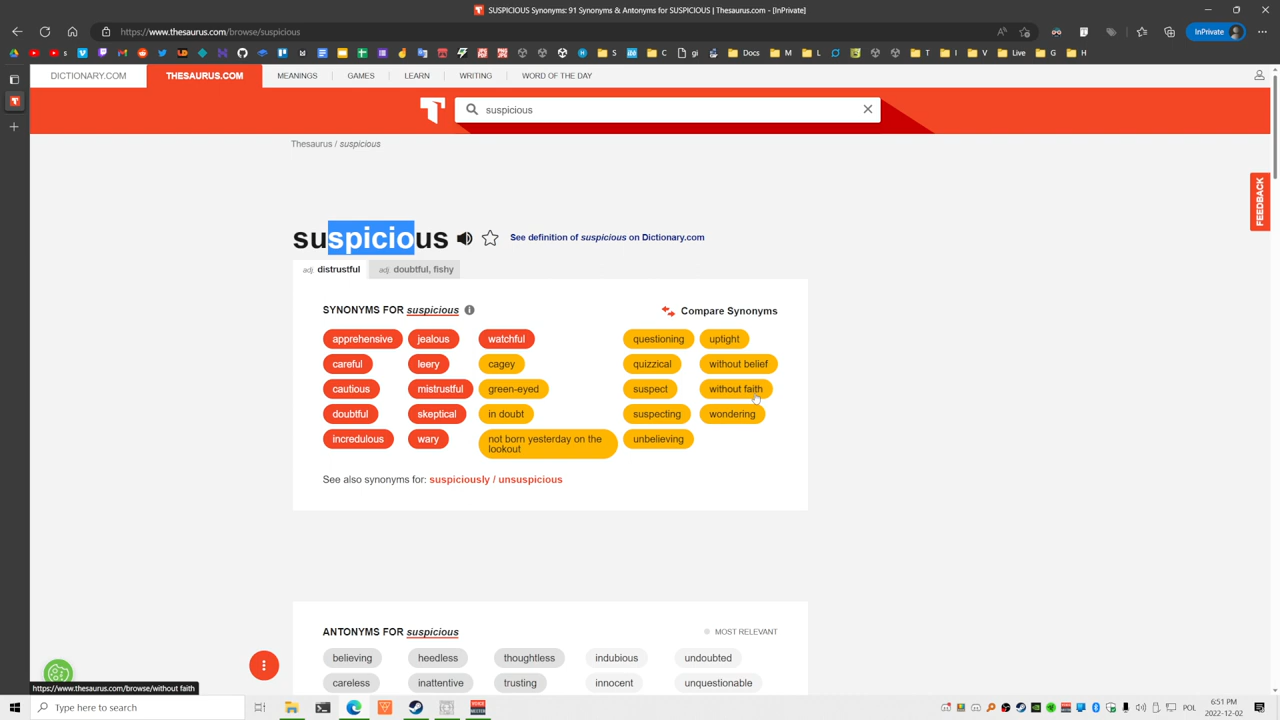 SUSPICIOUS Synonyms: 91 Synonyms & Antonyms for SUSPICIOUS | Thesaurus.com - [InPrivate]
https://www.thesaurus.com/browse/suspicious
InPrivate
Docs
M
S
C
gi
L
T
I
V
Live
G
H
DICTIONARY.COM
THESAURUS.COM
MEANINGS
GAMES
LEARN
WRITING
WORD OF THE DAY
suspicious
Thesaurus / suspicious
FEEDBACK
suspicious
See definition of suspicious on Dictionary.com
adj distrustful
adj doubtful, fishy
SYNONYMS FOR suspicious
Compare Synonyms
apprehensive jealous watchful questioning uptight
careful leery cagey quizzical without belief
cautious mistrustful green-eyed suspect without faith
doubtful skeptical in doubt suspecting wondering
incredulous wary not born yesterday on the unbelieving
lookout
See also synonyms for: suspiciously / unsuspicious
ANTONYMS FOR suspicious
MOST RELEVANT
believing heedless thoughtless indubious undoubted
careless inattentive trusting innocent unquestionable
https://www.thesaurus.com/browse/without faith
Type here to search
POL
6:51 PM
2022-12-02